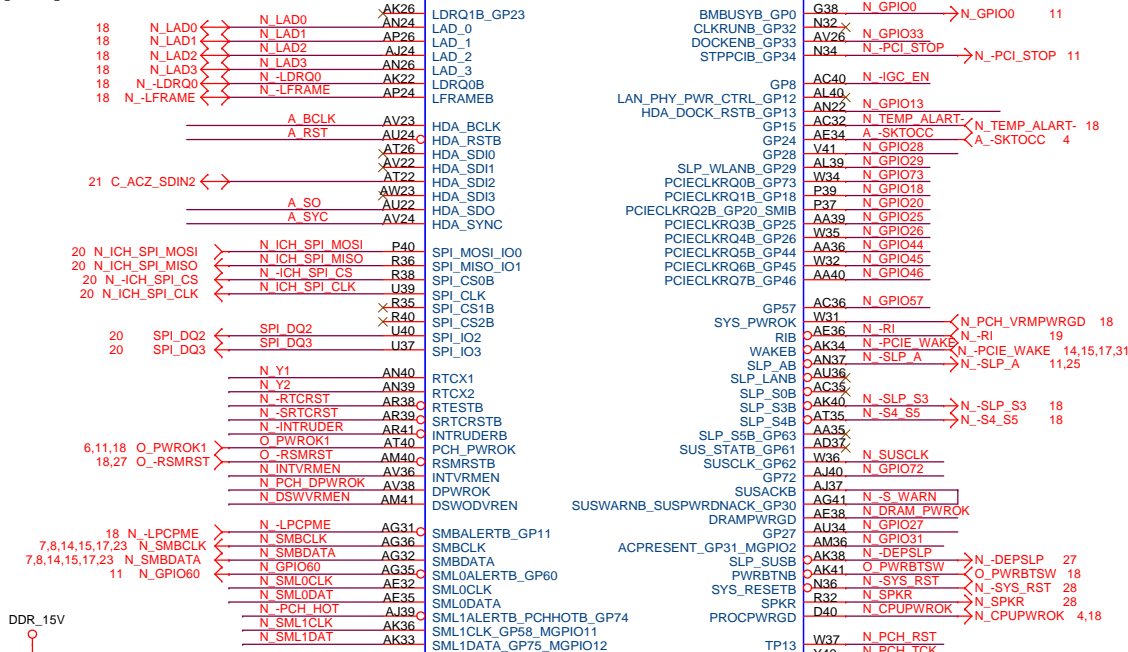 AK26 LDRQ1B_GP23
18 N_LAD0 N_LAD0 AN24 LAD_0
18 N_LAD1 N_LAD1 AP26 LAD_1
18 N_LAD2 N_LAD2 AJ24 LAD_2
18 N_LAD3 N_LAD3 AN26 LAD_3
18 N_-LDRQ0 N_-LDRQ0 AK22 LDRQ0B
18 N_-LFRAME N_-LFRAME AP24 LFRAMEB
A_BCLK AV23 HDA_BCLK
A_RST AU24 HDA_RSTB
AT26 HDA_SDI0
AV22 HDA_SDI1
21 C_ACZ_SDIN2 AT22 HDA_SDI2
AW23 HDA_SDI3
A_SO AU22 HDA_SDO
A_SYC AV24 HDA_SYNC
20 N_ICH_SPI_MOSI N_ICH_SPI_MOSI P40 SPI_MOSI_IO0
20 N_ICH_SPI_MISO N_ICH_SPI_MISO R36 SPI_MISO_IO1
20 N_-ICH_SPI_CS N_-ICH_SPI_CS R38 SPI_CS0B
20 N_ICH_SPI_CLK N_ICH_SPI_CLK U39 SPI_CLK
R35 SPI_CS1B
R40 SPI_CS2B
20 SPI_DQ2 SPI_DQ2 U40 SPI_IO2
20 SPI_DQ3 SPI_DQ3 U37 SPI_IO3
N_Y1 AN40 RTCX1
N_Y2 AN39 RTCX2
N_-RTCRST AR38 RTESTB
N_-SRTCRST AR39 SRTCRSTB
N_-INTRUDER AR41 INTRUDERB
6,11,18 O_PWROK1 O_PWROK1 AT40 PCH_PWROK
18,27 O_-RSMRST O_-RSMRST AM40 RSMRSTB
N_INTVRMEN AV36 INTVRMEN
N_PCH_DPWROK AV38 DPWROK
N_DSWVRMEN AM41 DSWODVREN
18 N_-LPCPME N_-LPCPME AG31 SMBALERTB_GP11
7,8,14,15,17,23 N_SMBCLK N_SMBCLK AG36 SMBCLK
7,8,14,15,17,23 N_SMBDATA N_SMBDATA AG32 SMBDATA
11 N_GPIO60 N_GPIO60 AG35 SML0ALERTB_GP60
N_SML0CLK AE32 SML0CLK
N_SML0DAT AE35 SML0DATA
N_-PCH_HOT AJ39 SML1ALERTB_PCHHOTB_GP74
N_SML1CLK AK36 SML1CLK_GP58_MGPIO11
N_SML1DAT AK33 SML1DATA_GP75_MGPIO12
DDR_15V
BMBUSYB_GP0 G38 N_GPIO0 N_GPIO0 11
CLKRUNB_GP32 N32
DOCKENB_GP33 AV26 N_GPIO33
STPPCIB_GP34 N34 N_-PCI_STOP N_-PCI_STOP 11
GP8 AC40 N_-IGC_EN
LAN_PHY_PWR_CTRL_GP12 AL40
HDA_DOCK_RSTB_GP13 AN22 N_GPIO13
GP15 AC32 N_TEMP_ALART- N_TEMP_ALART- 18
GP24 AE34 A_-SKTOCC A_-SKTOCC 4
GP28 V41 N_GPIO28
SLP_WLANB_GP29 AL39 N_GPIO29
PCIECLKRQ0B_GP73 W34 N_GPIO73
PCIECLKRQ1B_GP18 P39 N_GPIO18
PCIECLKRQ2B_GP20_SMIB P37 N_GPIO20
PCIECLKRQ3B_GP25 AA39 N_GPIO25
PCIECLKRQ4B_GP26 W35 N_GPIO26
PCIECLKRQ5B_GP44 AA36 N_GPIO44
PCIECLKRQ6B_GP45 W32 N_GPIO45
PCIECLKRQ7B_GP46 AA40 N_GPIO46
GP57 AC36 N_GPIO57
SYS_PWROK W31 N_PCH_VRMPWRGD 18
RIB AE36 N_-RI N_-RI 19
WAKEB AK34 N_-PCIE_WAKE N_-PCIE_WAKE 14,15,17,31
SLP_AB AN37 N_-SLP_A N_-SLP_A 11,25
SLP_LANB AU36
SLP_S0B AC35
SLP_S3B AK40 N_-SLP_S3 N_-SLP_S3 18
SLP_S4B AT35 N_-S4_S5 N_-S4_S5 18
SLP_S5B_GP63 AA35
SUS_STATB_GP61 AD37
SUSCLK_GP62 W36 N_SUSCLK
GP72 AJ40 N_GPIO72
SUSACKB AJ37
SUSWARNB_SUSPWRDNACK_GP30 AG41 N_-S_WARN
DRAMPWRGD AE38 N_DRAM_PWROK
GP27 AU34 N_GPIO27
ACPRESENT_GP31_MGPIO2 AM36 N_GPIO31
SLP_SUSB AK38 N_-DEPSLP N_-DEPSLP 27
PWRBTNB AK41 O_PWRBTSW O_PWRBTSW 18
SYS_RESETB N36 N_-SYS_RST N_-SYS_RST 28
SPKR R32 N_SPKR N_SPKR 28
PROCPWRGD D40 N_CPUPWROK N_CPUPWROK 4,18
TP13 W37 N_PCH_RST
N_PCH_TCK